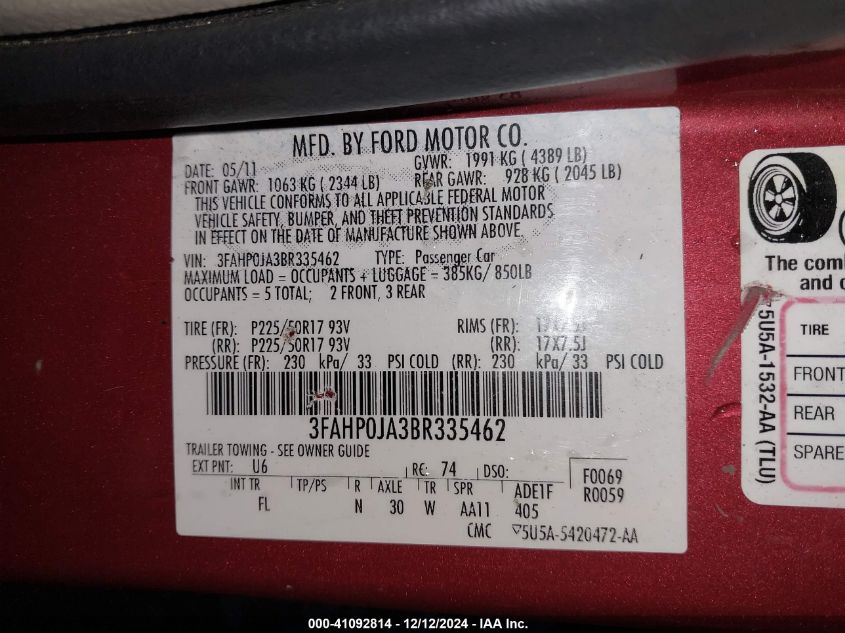 MFD. BY FORD MOTOR CO.
DATE: 05/11 GVWR: 1991 KG ( 4389 LB)
FRONT GAWR: 1063 KG ( 2344 LB) REAR GAWR: 928 KG ( 2045 LB)
THIS VEHICLE CONFORMS TO ALL APPLICABLE FEDERAL MOTOR
VEHICLE SAFETY, BUMPER, AND THEFT PREVENTION STANDARDS
IN EFFECT ON THE DATE OF MANUFACTURE SHOWN ABOVE.
VIN: 3FAHP0JA3BR335462 TYPE: Passenger Car
MAXIMUM LOAD = OCCUPANTS + LUGGAGE = 385KG/ 850LB
OCCUPANTS = 5 TOTAL; 2 FRONT, 3 REAR
TIRE (FR): P225/50R17 93V RIMS (FR):
(RR): P225/50R17 93V (RR): 17X7.5J
PRESSURE (FR): 230 kPa/ 33 PSI COLD (RR): 230 kPa/ 33 PSI COLD
3FAHP0JA3BR335462
TRAILER TOWING - SEE OWNER GUIDE
EXT PNT: U6 RC: 74 DSO: F0069
R0059
INT TR TP/PS R AXLE TR SPR ADE1F
FL N 30 W AA11 405
CMC ▽5U5A-5420472-AA
The comb
and c
▽5U5A-1532-AA (TLU)
TIRE
FRONT
REAR
SPARE
000-41092814 - 12/12/2024 - IAA Inc.